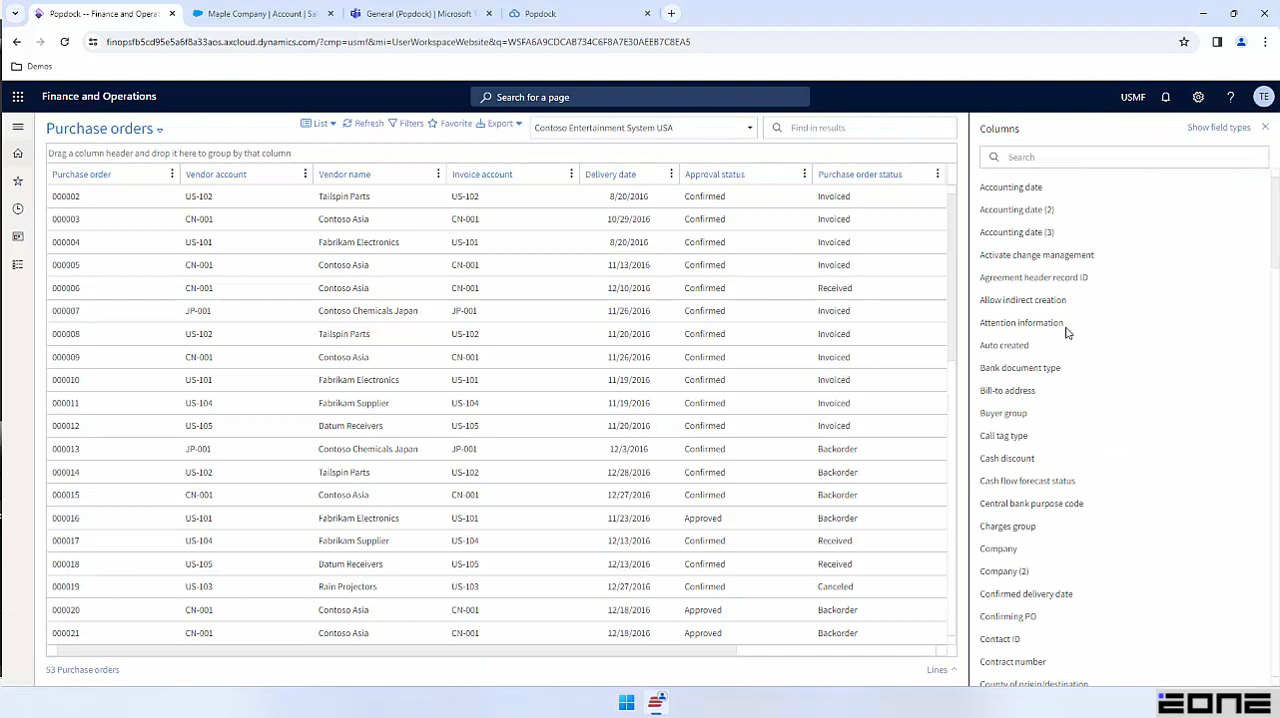 Popdock -- Finance and Operat
Maple Company | Account | Sal
General (Popdock) | Microsoft T
Popdock
finopsfb5cd95e5a6f8a33aos.axcloud.dynamics.com/?cmp=usmf&mi=UserWorkspaceWebsite&q=WSFA6A9CDCAB734C6F8A7E30AEEB7C8EA5
Demos
Finance and Operations
Search for a page
USMF
TE
Purchase orders
List Refresh Filters Favorite Export
Contoso Entertainment System USA
Find in results
Drag a column header and drop it here to group by that column
Purchase order Vendor account Vendor name Invoice account Delivery date Approval status Purchase order status
000002 US-102 Tailspin Parts US-102 8/20/2016 Confirmed Invoiced
000003 CN-001 Contoso Asia CN-001 10/29/2016 Confirmed Invoiced
000004 US-101 Fabrikam Electronics US-101 8/20/2016 Confirmed Invoiced
000005 CN-001 Contoso Asia CN-001 11/13/2016 Confirmed Invoiced
000006 CN-001 Contoso Asia CN-001 12/10/2016 Confirmed Received
000007 JP-001 Contoso Chemicals Japan JP-001 11/26/2016 Confirmed Invoiced
000008 US-102 Tailspin Parts US-102 11/20/2016 Confirmed Invoiced
000009 CN-001 Contoso Asia CN-001 11/26/2016 Confirmed Invoiced
000010 US-101 Fabrikam Electronics US-101 11/19/2016 Confirmed Invoiced
000011 US-104 Fabrikam Supplier US-104 11/19/2016 Confirmed Invoiced
000012 US-105 Datum Receivers US-105 11/20/2016 Confirmed Invoiced
000013 JP-001 Contoso Chemicals Japan JP-001 12/3/2016 Confirmed Backorder
000014 US-102 Tailspin Parts US-102 12/28/2016 Confirmed Backorder
000015 CN-001 Contoso Asia CN-001 12/27/2016 Confirmed Backorder
000016 US-101 Fabrikam Electronics US-101 11/23/2016 Approved Backorder
000017 US-104 Fabrikam Supplier US-104 12/13/2016 Confirmed Received
000018 US-105 Datum Receivers US-105 12/13/2016 Confirmed Received
000019 US-103 Rain Projectors US-103 12/27/2016 Confirmed Canceled
000020 CN-001 Contoso Asia CN-001 12/18/2016 Approved Backorder
000021 CN-001 Contoso Asia CN-001 12/18/2016 Approved Backorder
53 Purchase orders
Lines
Columns
Show field types
Search
Accounting date
Accounting date (2)
Accounting date (3)
Activate change management
Agreement header record ID
Allow indirect creation
Attention information
Auto created
Bank document type
Bill-to address
Buyer group
Call tag type
Cash discount
Cash flow forecast status
Central bank purpose code
Charges group
Company
Company (2)
Confirmed delivery date
Confirming PO
Contact ID
Contract number
County of origin/destination
eone